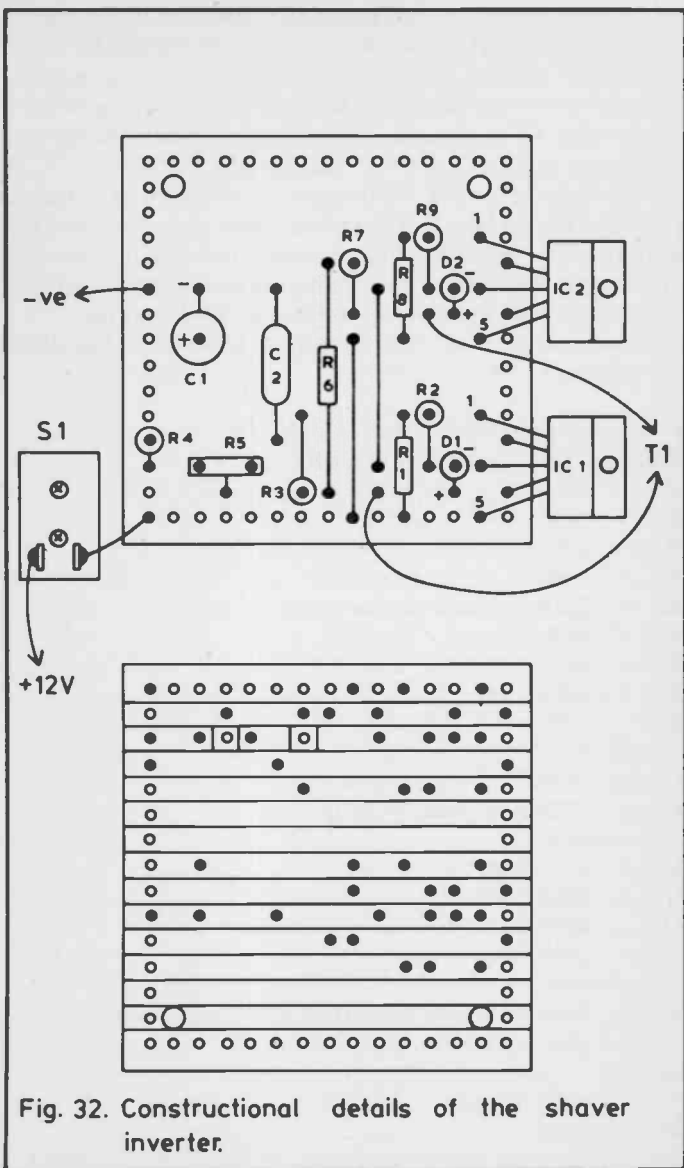 R7
R9
1
D2
-
R
8
IC 2
-ve
-
+
5
+
C1
C
2
R
6
S1
R4
R5
R3
R2
1
R
1
D1
-
+
IC 1
5
T1
+12V
Fig. 32. Constructional details of the shaver
inverter.